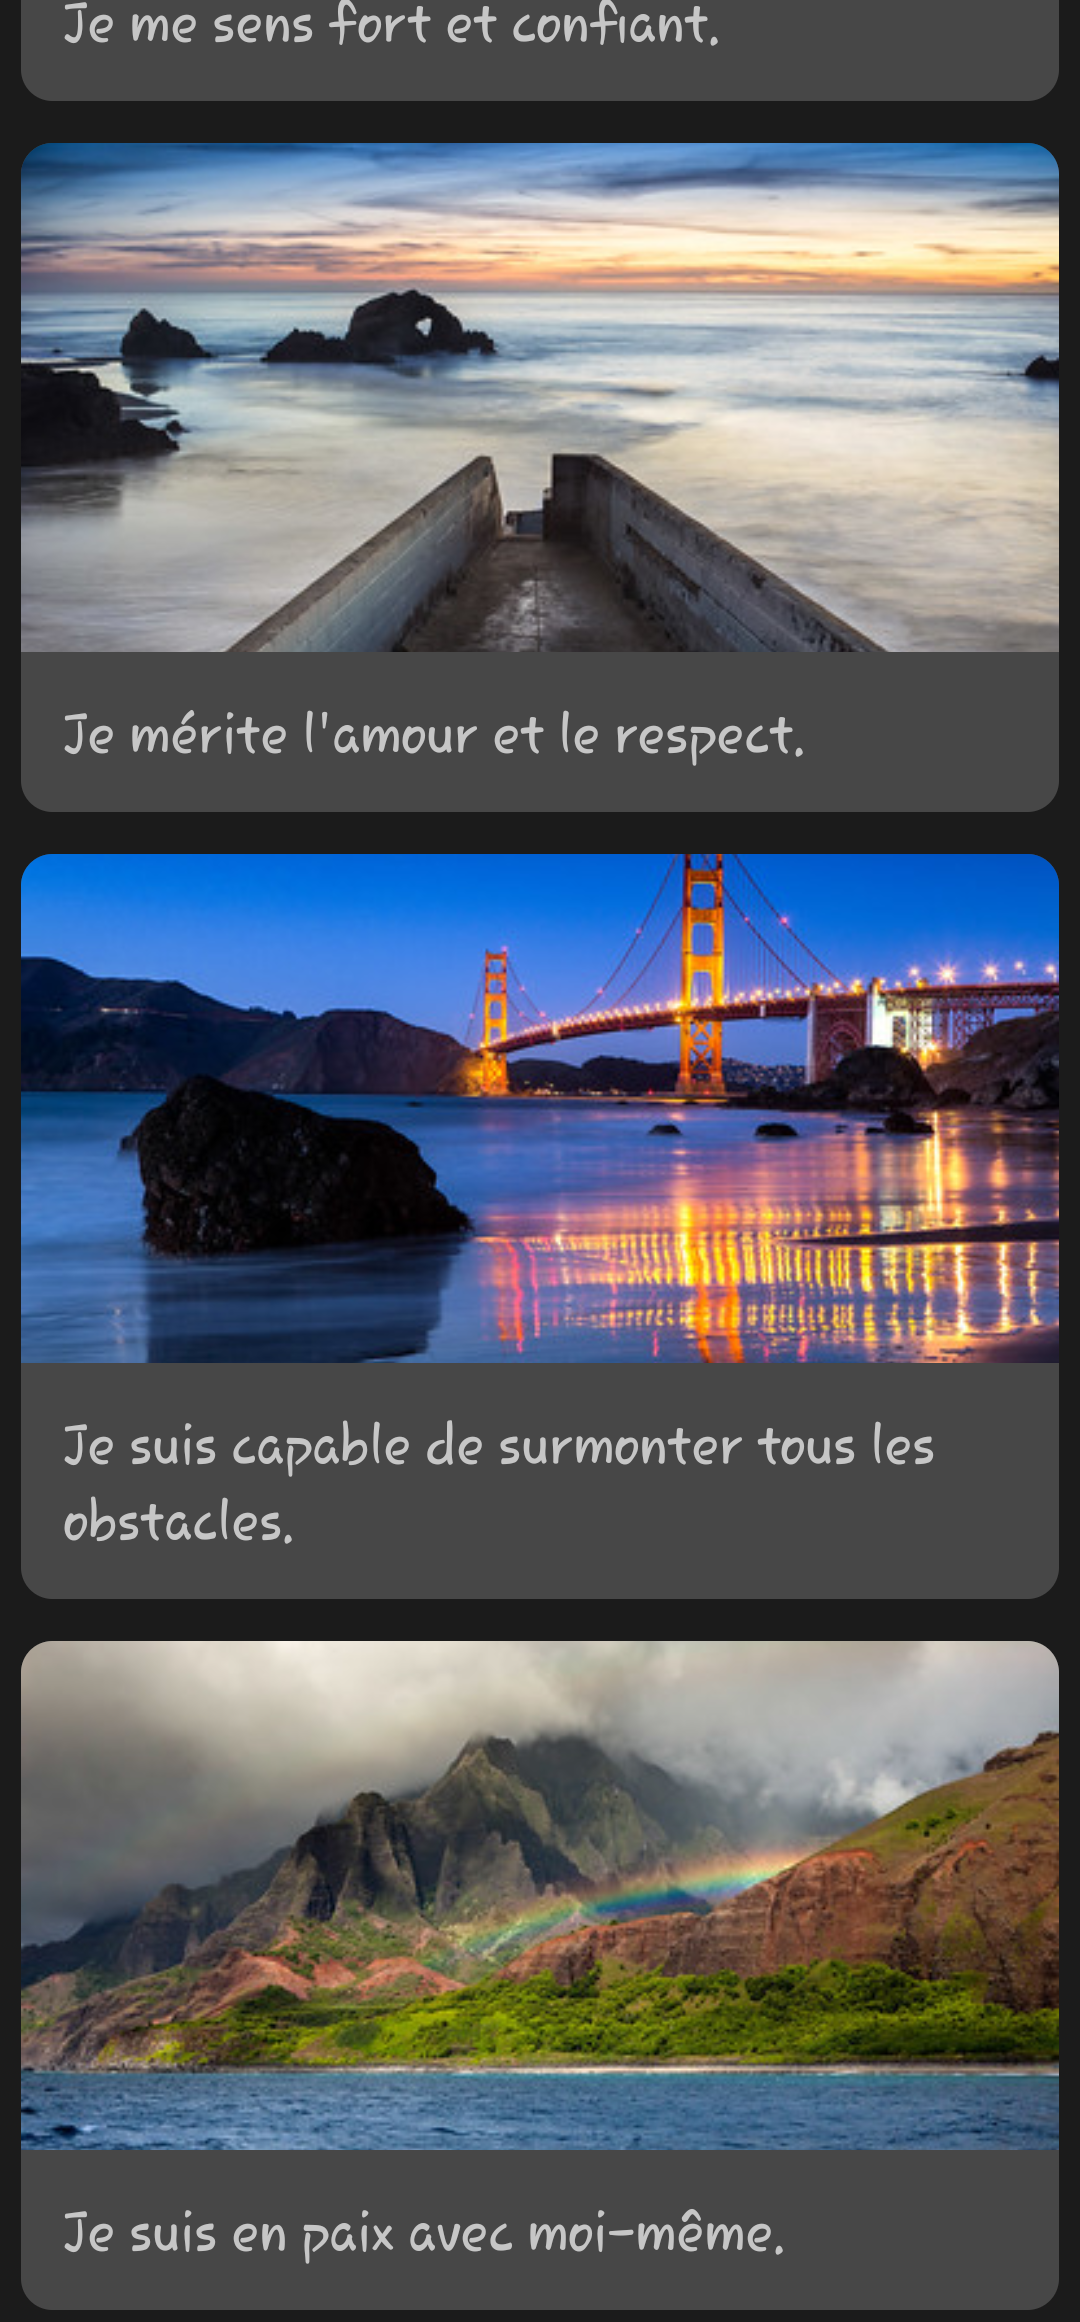 Je me sens fort et confiant.
Je mérite l'amour et le respect.
Je suis capable de surmonter tous les
obstacles.
Je suis en paix avec moi-même.